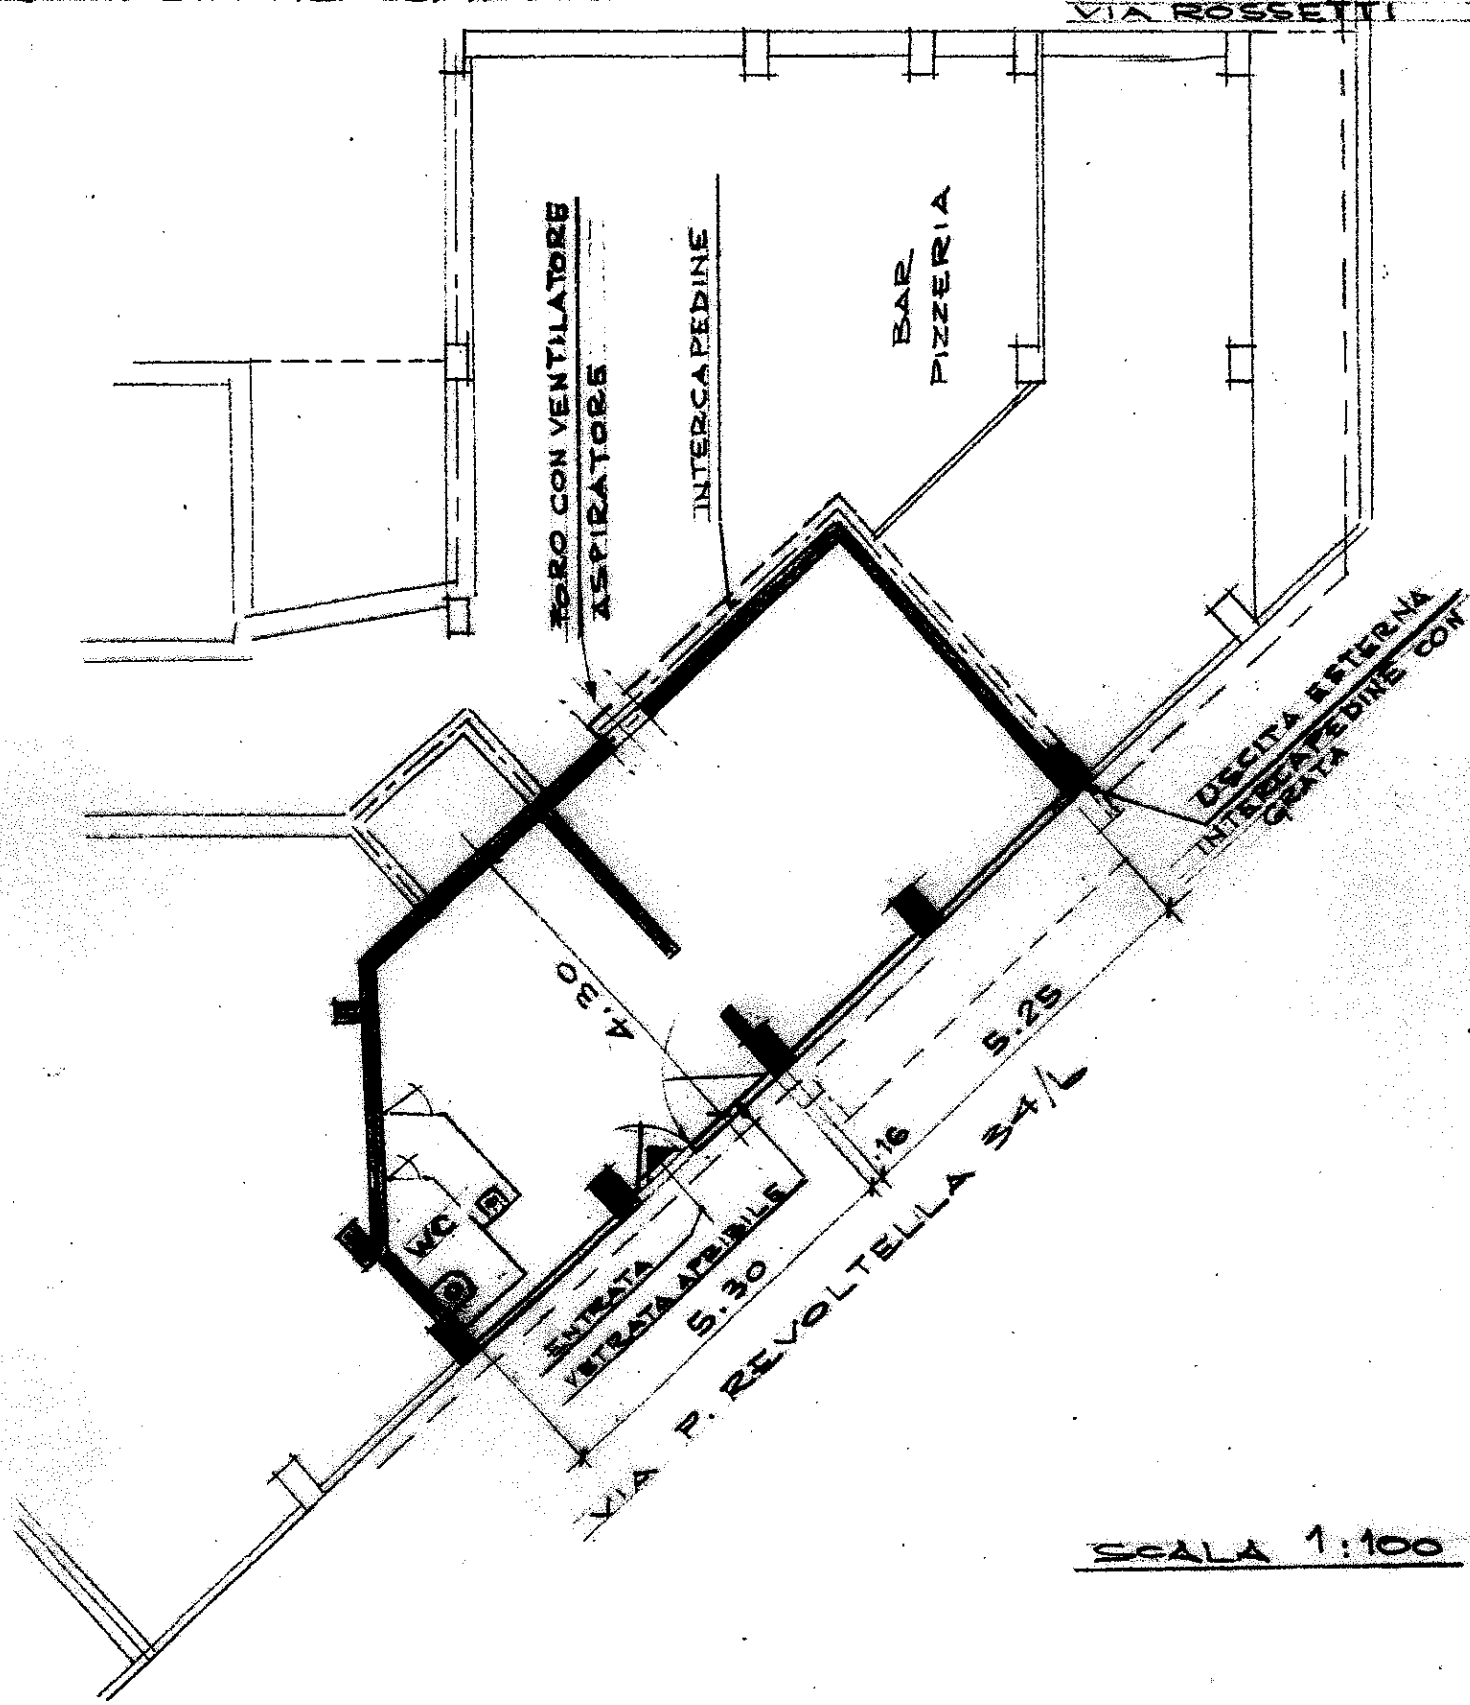 VIA ROSSETTI
FORO CON VENTILATORE
ASPIRATORE
INTERCAPEDINE
BAR
PIZZERIA
USCITA ESTERNA
INTERCAPEDINE CON
GRATA
4.30
5.25
.16
5.30
WC
ENTRATA
VETRATA APRIBILE
VIA P. REVOLTELLA 34/L
SCALA 1:100